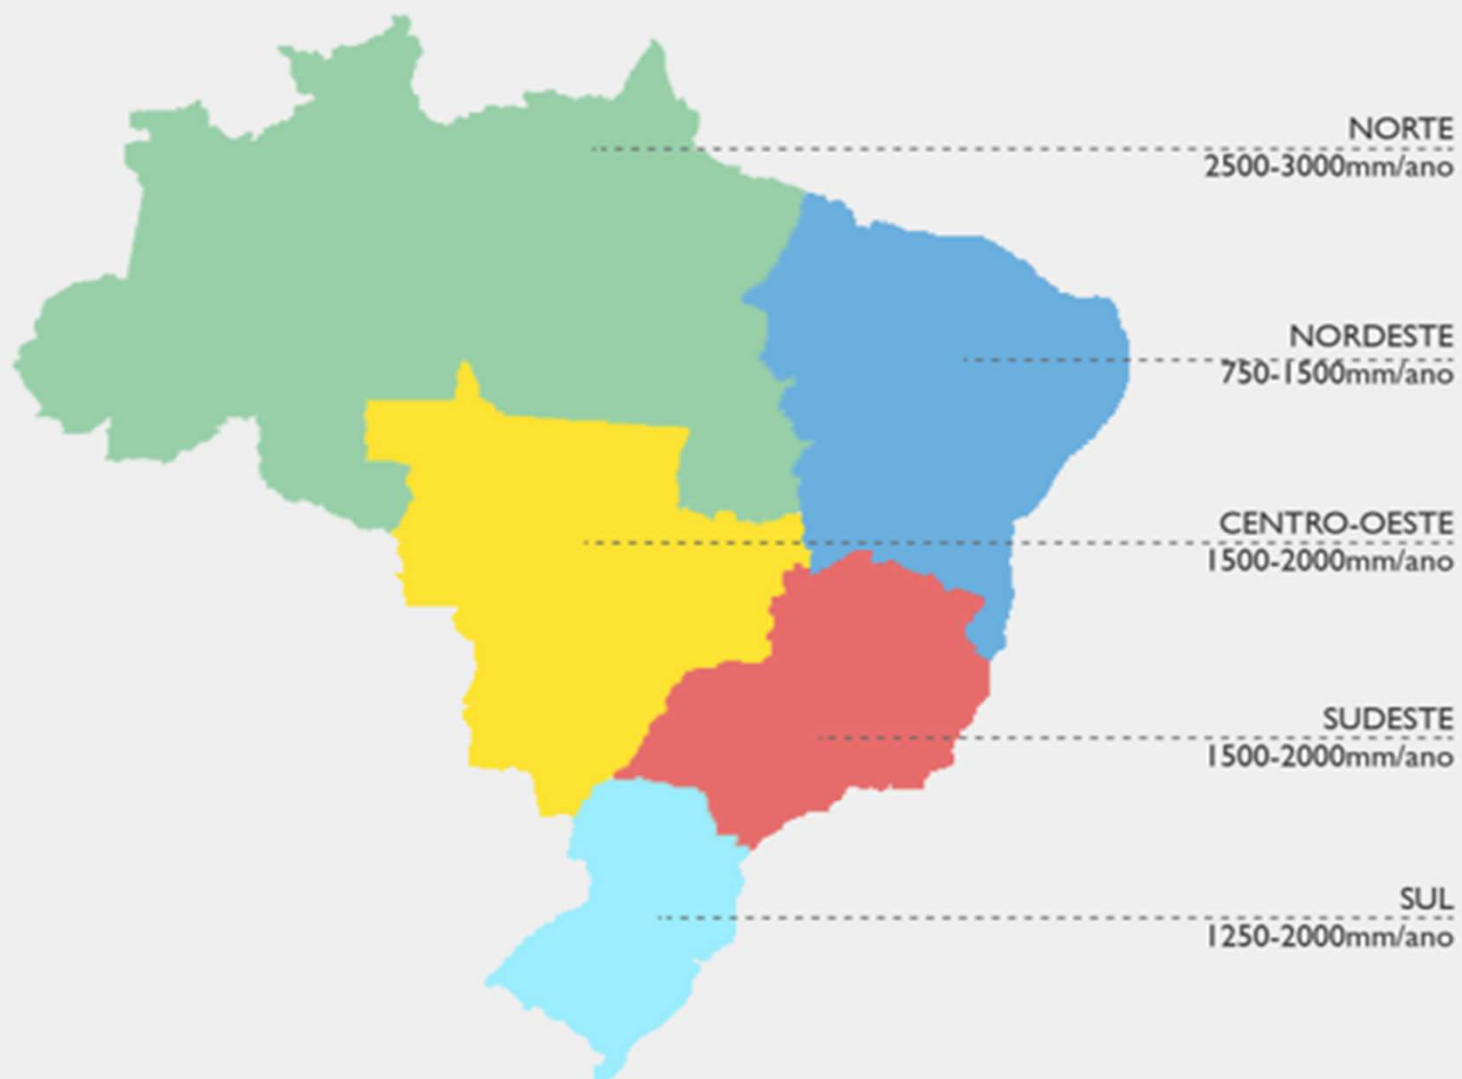 NORTE
2500-3000mm/ano
NORDESTE
750-1500mm/ano
CENTRO-OESTE
1500-2000mm/ano
SUDESTE
1500-2000mm/ano
SUL
1250-2000mm/ano